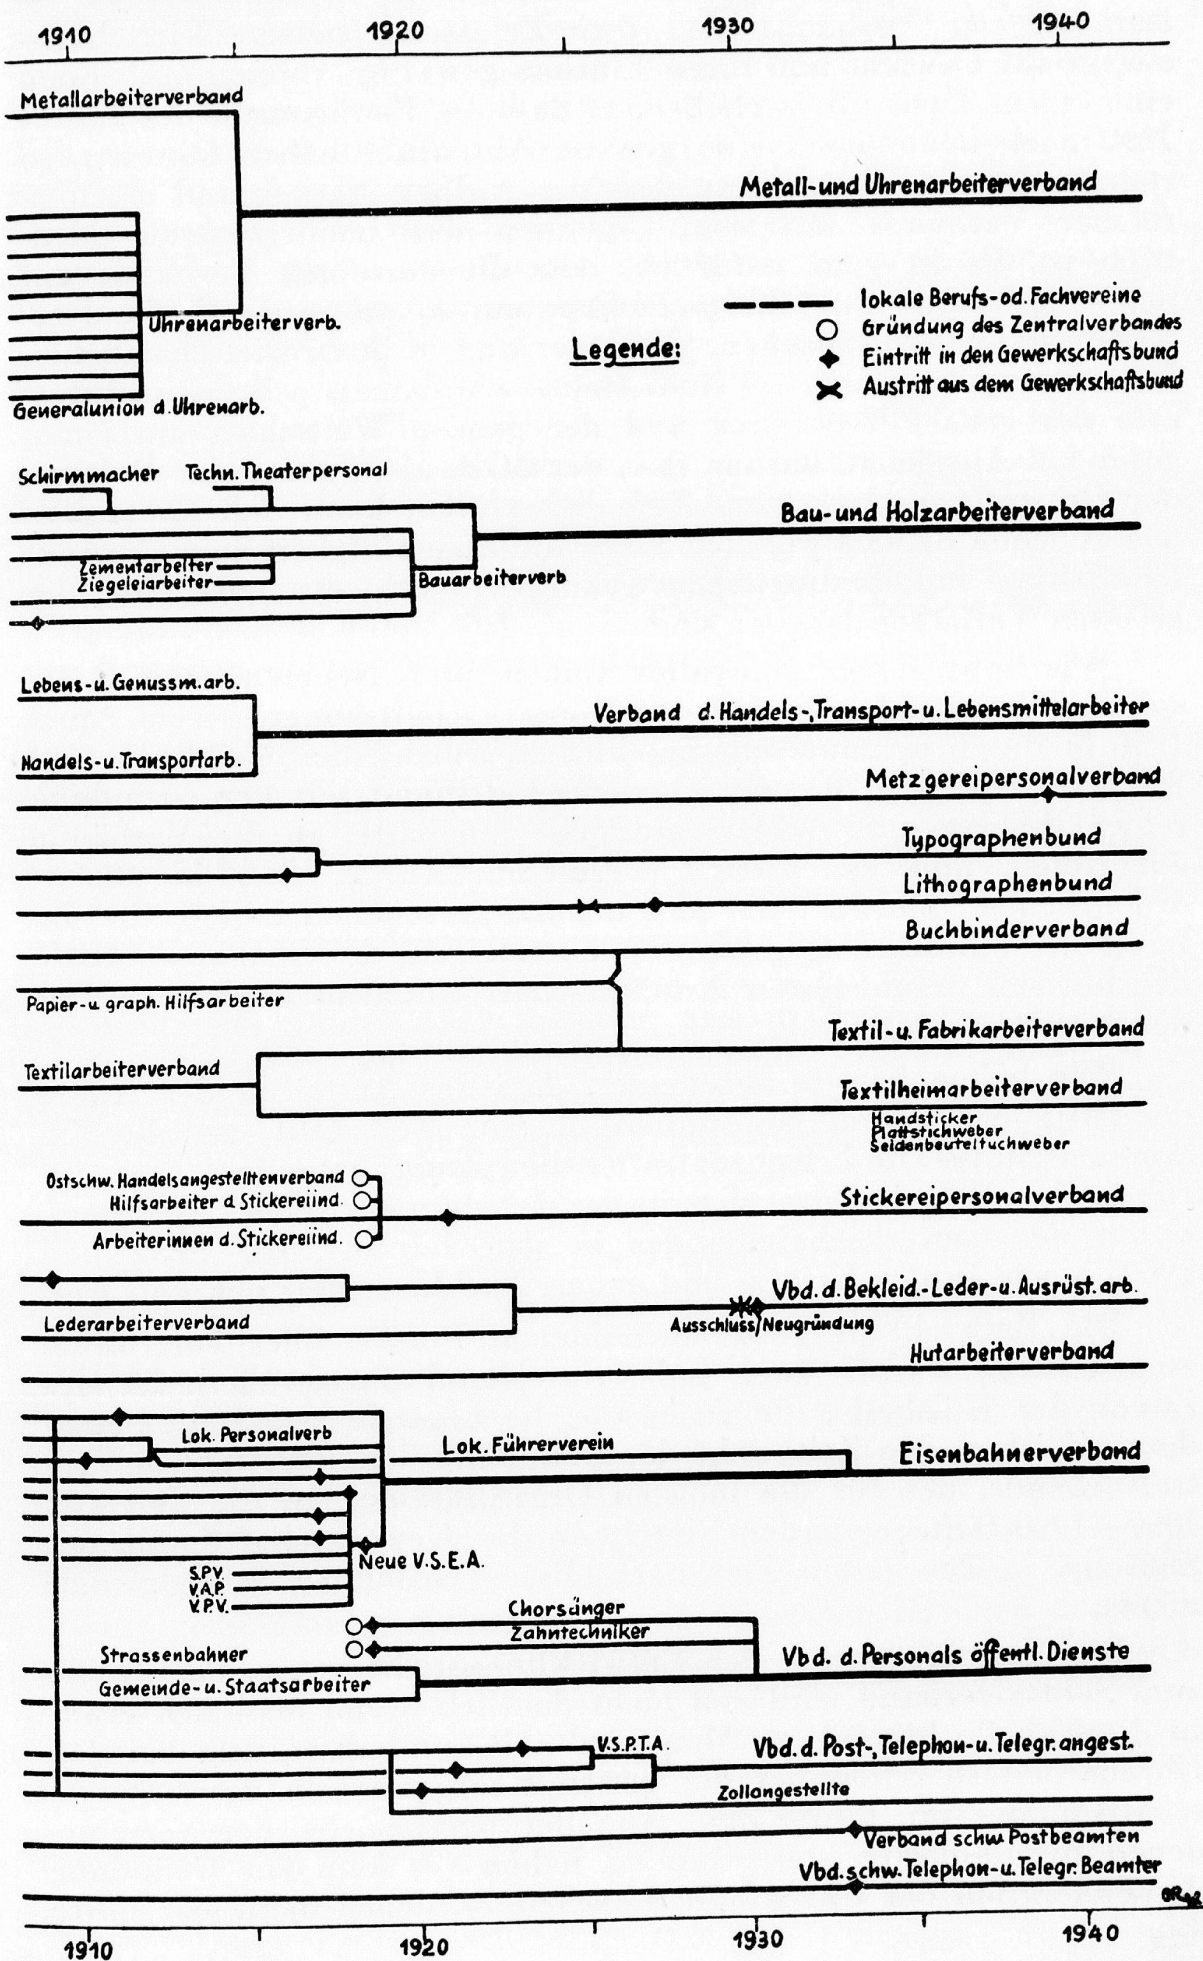 1910 1920 1930 1940
Metallarbeiterverband
Metall-und Uhrenarbeiterverband
Uhrenarbeiterverb.
Generalunion d.Uhrenarb.
Legende:
lokale Berufs-od. Fachvereine
Gründung des Zentralverbandes
Eintritt in den Gewerkschaftsbund
Austritt aus dem Gewerkschaftsbund
Schirmmacher Techn.Theaterpersonal
Bau-und Holzarbeiterverband
Zementarbeiter
Ziegeleiarbeiter
Bauarbeiterverb
Lebens-u.Genussm.arb.
Verband d.Handels-,Transport-u.Lebensmittelarbeiter
Handels-u.Transportarb.
Metzgereipersonalverband
Typographenbund
Lithographenbund
Buchbinderverband
Papier-u graph. Hilfsarbeiter
Textil-u. Fabrikarbeiterverband
Textilarbeiterverband
Textilheimarbeiterverband
Handsticker
Plattstichweber
Seidenbeuteltuchweber
Ostschw. Handelsangestelltenverband
Hilfsarbeiter d Stickereiind.
Stickereipersonalverband
Arbeiterinnen d.Stickereiind.
Vbd.d.Bekleid.-Leder-u.Ausrüst.arb.
Lederarbeiterverband
Ausschluss/Neugründung
Hutarbeiterverband
Lok. Personalverb
Lok. Führerverein
Eisenbahnerverband
Neue V.S.E.A.
S.P.V.
V.A.P.
V.P.V.
Chorsänger
Zahntechniker
Strassenbahner
Vbd. d.Personals öffentl.Dienste
Gemeinde-u.Staatsarbeiter
V.S.P.T.A.
Vbd.d.Post-,Telephon-u.Telegr.angest.
Zollangestellte
Verband schw.Postbeamten
Vbd.schw.Telephon-u.Telegr.Beamter
1910 1920 1930 1940